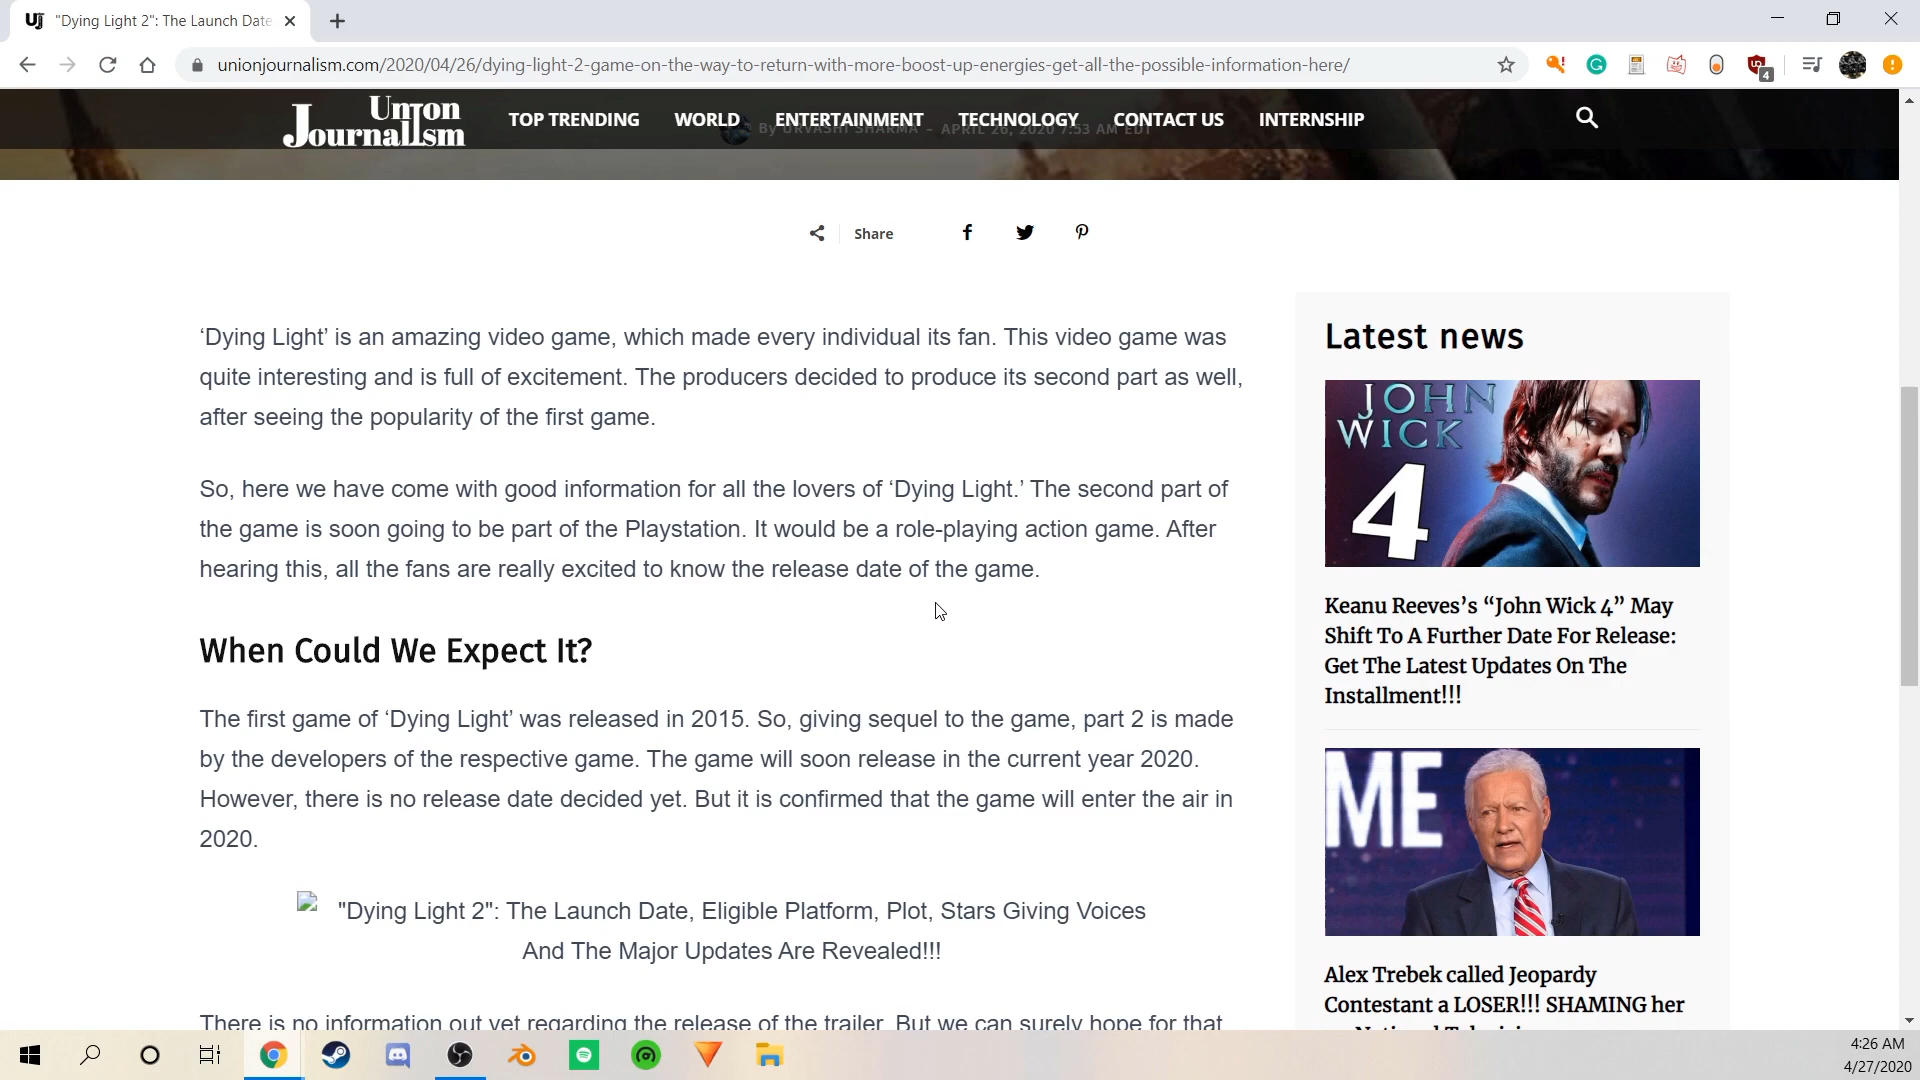 "Dying Light 2": The Launch Date
unionjournalism.com/2020/04/26/dying-light-2-game-on-the-way-to-return-with-more-boost-up-energies-get-all-the-possible-information-here/
4
Union
Journalism
TOP TRENDING
WORLD
ENTERTAINMENT
TECHNOLOGY
CONTACT US
INTERNSHIP
By URVASHI SHARMA - APRIL 26, 2020 7:53 AM EDT
Share
‘Dying Light’ is an amazing video game, which made every individual its fan. This video game was
quite interesting and is full of excitement. The producers decided to produce its second part as well,
after seeing the popularity of the first game.
So, here we have come with good information for all the lovers of ‘Dying Light.’ The second part of
the game is soon going to be part of the Playstation. It would be a role-playing action game. After
hearing this, all the fans are really excited to know the release date of the game.
When Could We Expect It?
The first game of ‘Dying Light’ was released in 2015. So, giving sequel to the game, part 2 is made
by the developers of the respective game. The game will soon release in the current year 2020.
However, there is no release date decided yet. But it is confirmed that the game will enter the air in
2020.
"Dying Light 2": The Launch Date, Eligible Platform, Plot, Stars Giving Voices
And The Major Updates Are Revealed!!!
There is no information out yet regarding the release of the trailer. But we can surely hope for that
Latest news
JOHN
WICK
4
Keanu Reeves’s “John Wick 4” May
Shift To A Further Date For Release:
Get The Latest Updates On The
Installment!!!
ME
Alex Trebek called Jeopardy
Contestant a LOSER!!! SHAMING her
4:26 AM
4/27/2020